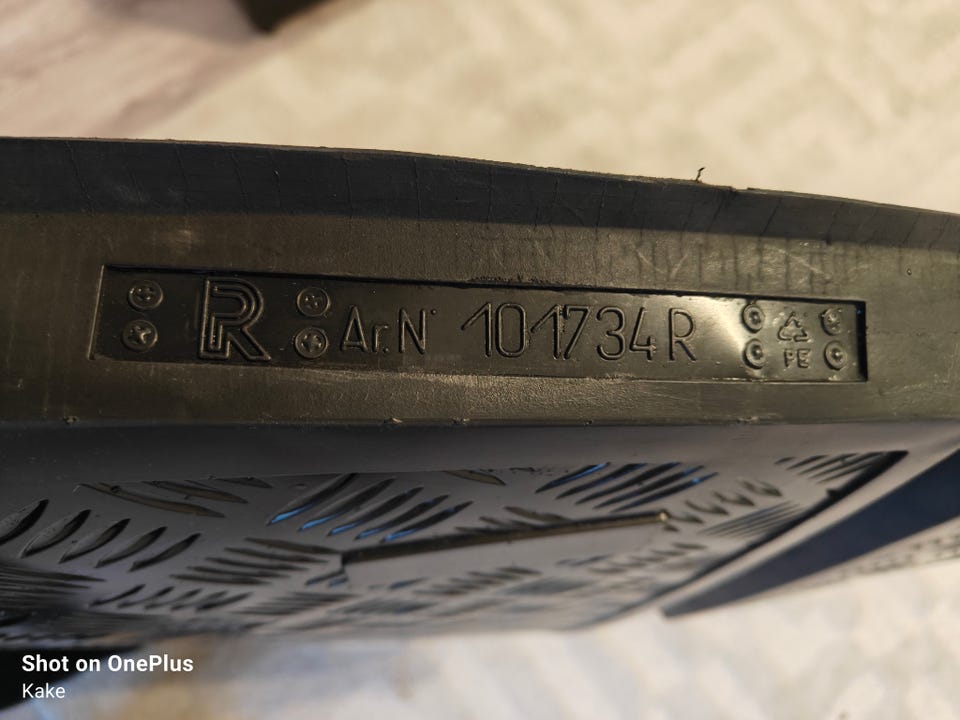 R Ar.N° 101734R
PE
Shot on OnePlus
Kake